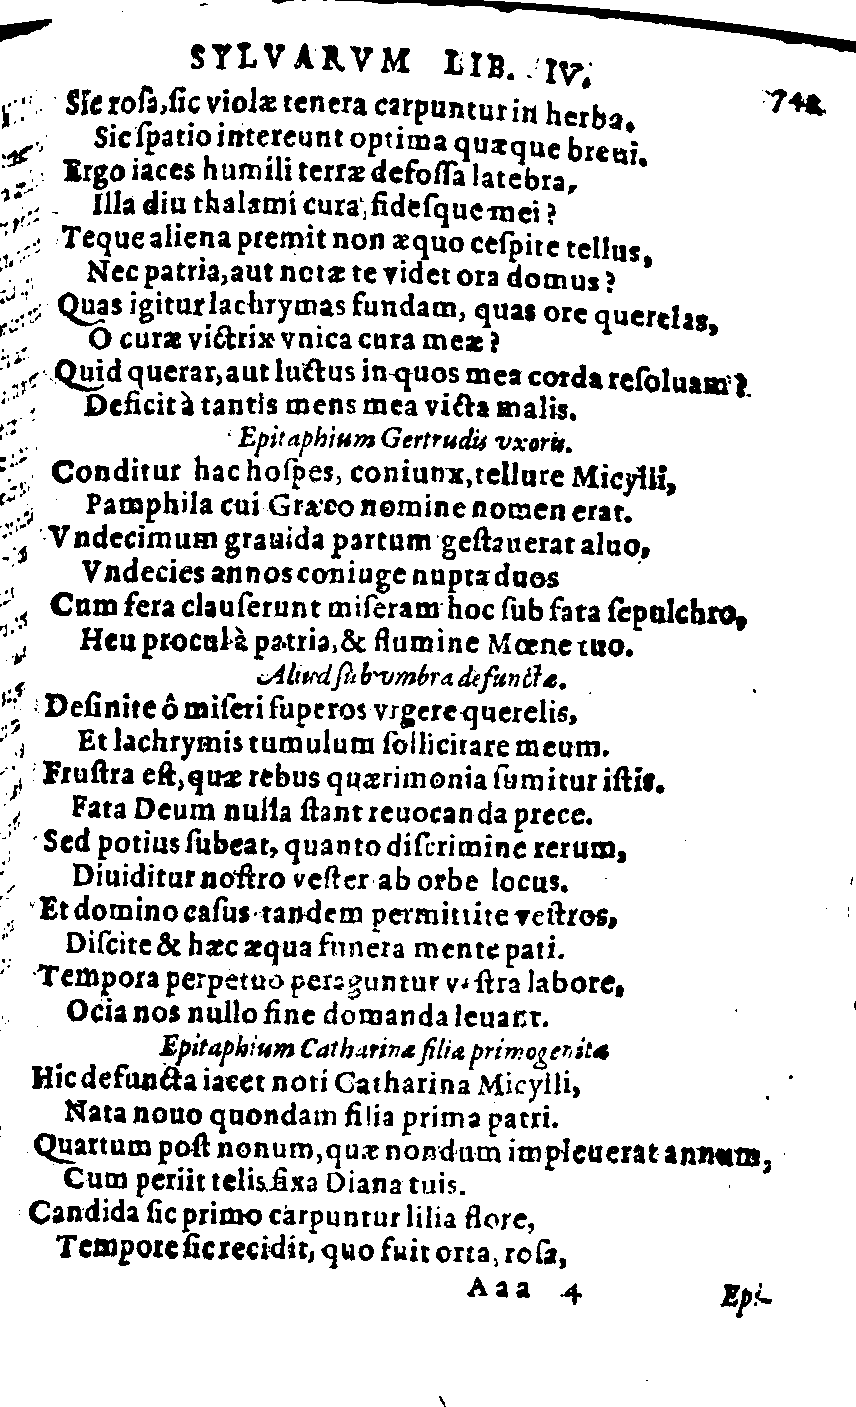 SYLVARVM LIB. IV. 742
Sic rosa, sic violæ tenera carpuntur in herba.
Sic spatio intereunt optima quæque breui.
Ergo iaces humili terræ defossa latebra,
Illa diu thalami cura, fidesque mei?
Teque aliena premit non æquo cespite tellus,
Nec patria, aut notæ te videt ora domus?
Quas igitur lachrymas fundam, quas ore querelas,
O curæ victrix vnica cura meæ?
Quid querar, aut luctus in quos mea corda resoluam?
Deficit à tantis mens mea victa malis.
Epitaphium Gertrudis vxoris.
Conditur hac hospes, coniunx, tellure Micylli,
Pamphila cui Græco nomine nomen erat.
Vndecimum grauida partum gestauerat aluo,
Vndecies annos coniuge nupta duos
Cum fera clauserunt miseram hoc sub fata sepulchro,
Heu procul à patria, & flumine Mœne tuo.
Aliud sub vmbra defunctæ.
Desinite ô miseri superos vrgere querelis,
Et lachrymis tumulum sollicitare meum.
Frustra est, quæ rebus quærimonia sumitur istis.
Fata Deum nulla stant reuocanda prece.
Sed potius subeat, quanto discrimine rerum,
Diuiditur nostro vester ab orbe locus.
Et domino casus tandem permittite vestros,
Discite & hæc æqua funera mente pati.
Tempora perpetuo peraguntur vestra labore,
Ocia nos nullo fine domanda leuant.
Epitaphium Catharinæ filiæ primogenitæ
Hic defuncta iacet noti Catharina Micylli,
Nata nouo quondam filia prima patri.
Quartum post nonum, quæ nondum impleuerat annum,
Cum periit telis fixa Diana tuis.
Candida sic primo carpuntur lilia flore,
Tempore sic recidit, quo fuit orta, rosa,
Aaa 4 Epi-